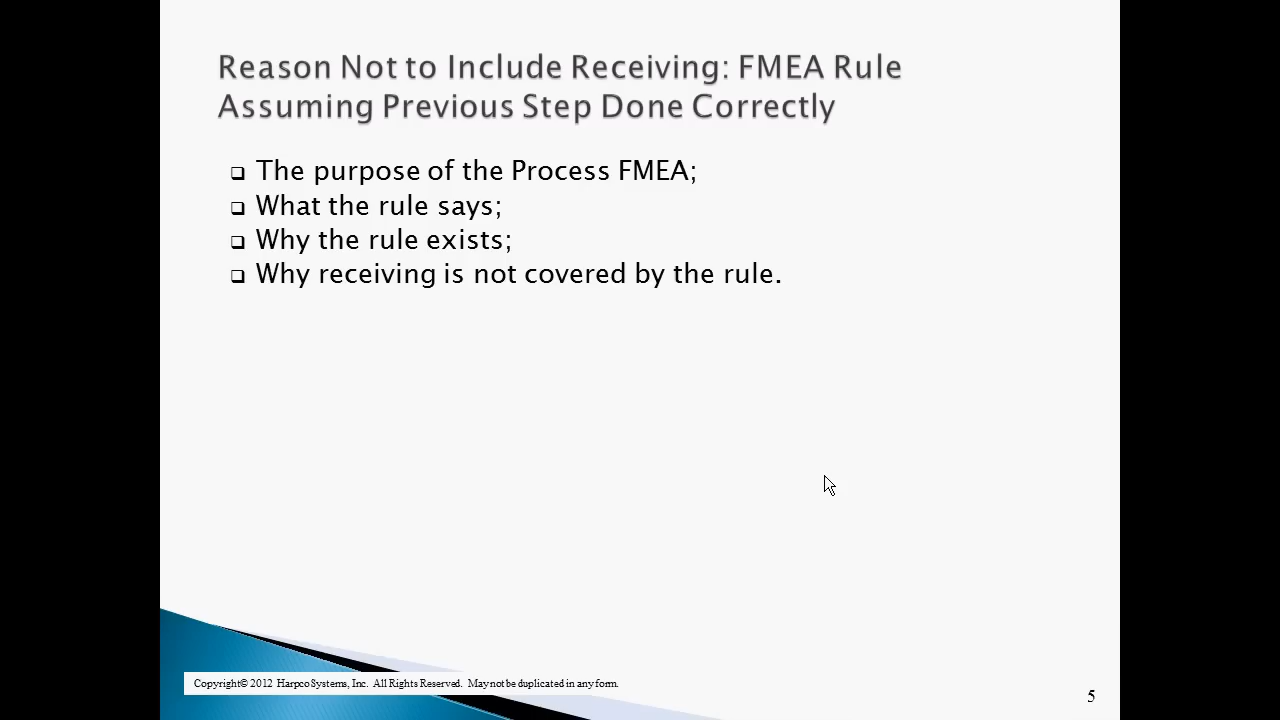 Reason Not to Include Receiving: FMEA Rule
Assuming Previous Step Done Correctly
The purpose of the Process FMEA;
What the rule says;
Why the rule exists;
Why receiving is not covered by the rule.
Copyright© 2012 Harpco Systems, Inc. All Rights Reserved. May not be duplicated in any form.
5